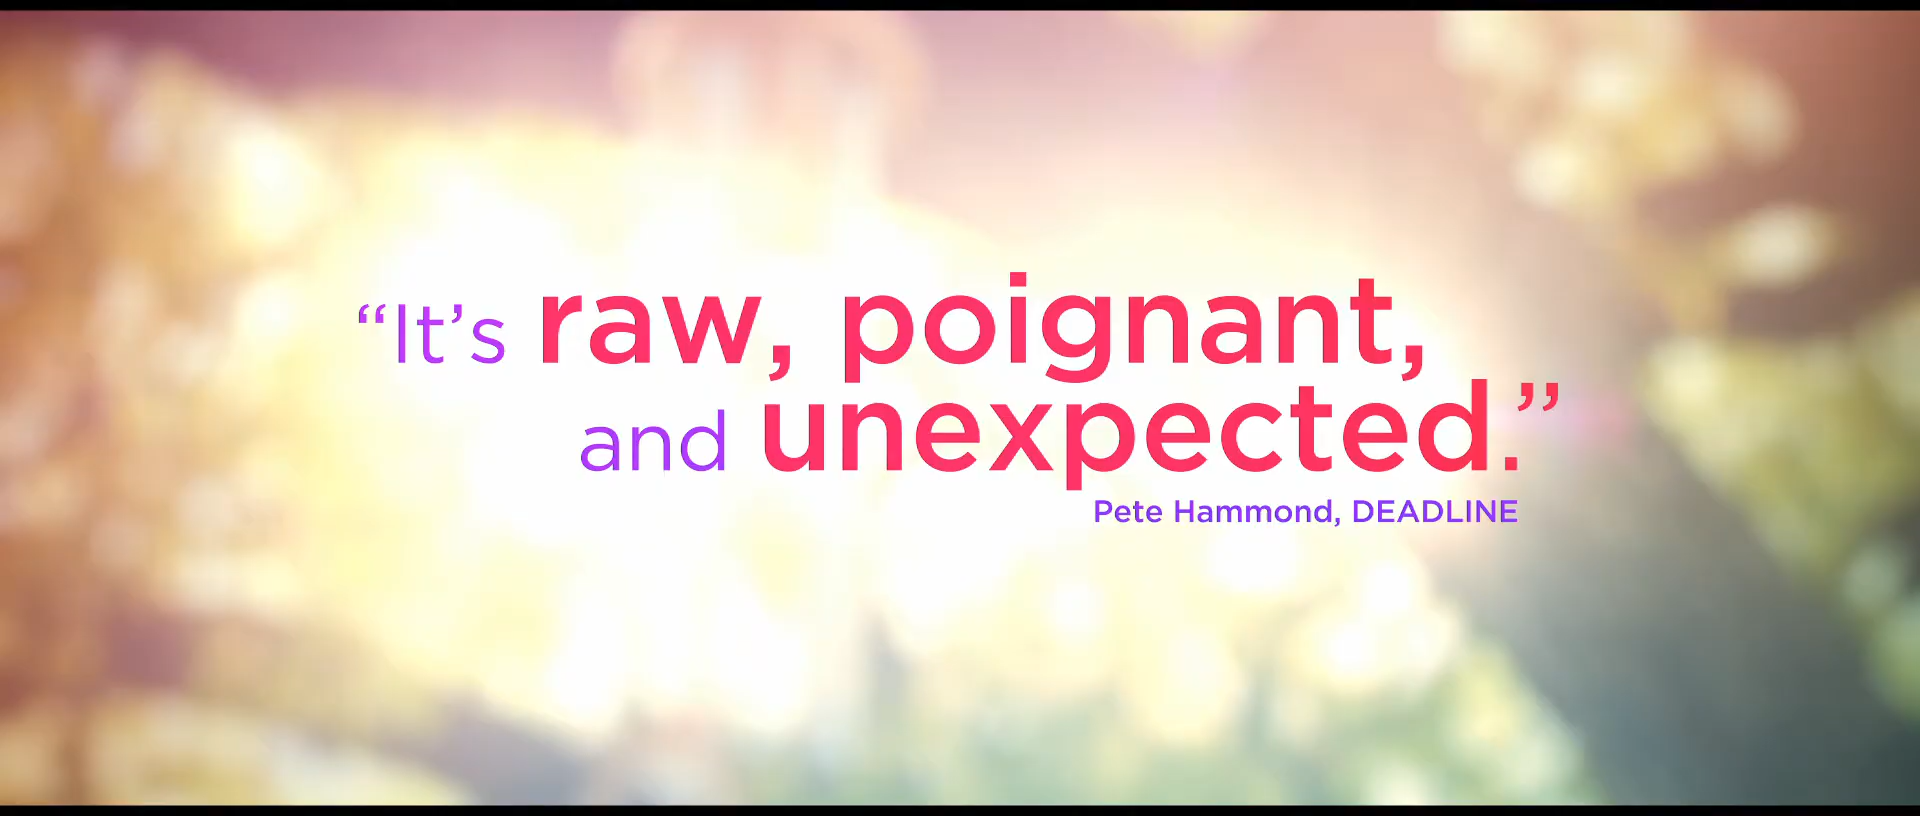 “It’s raw, poignant,
and unexpected.”
Pete Hammond, DEADLINE